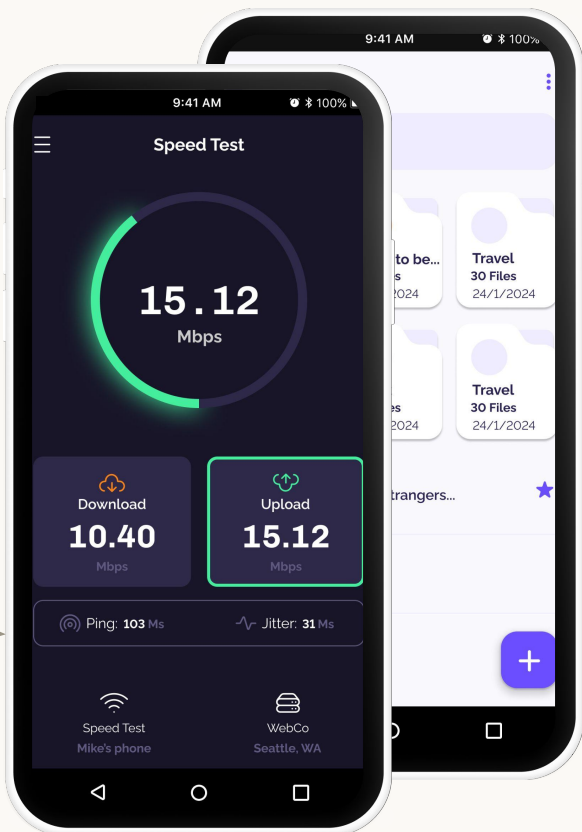 9:41 AM
100%
Speed Test
15.12
Mbps
Download
10.40
Mbps
Upload
15.12
Mbps
Ping: 103 Ms
Jitter: 31 Ms
Speed Test
Mike's phone
WebCo
Seattle, WA
9:41 AM
100%
to be...
2024
Travel
30 Files
24/1/2024
2024
Travel
30 Files
24/1/2024
trangers...